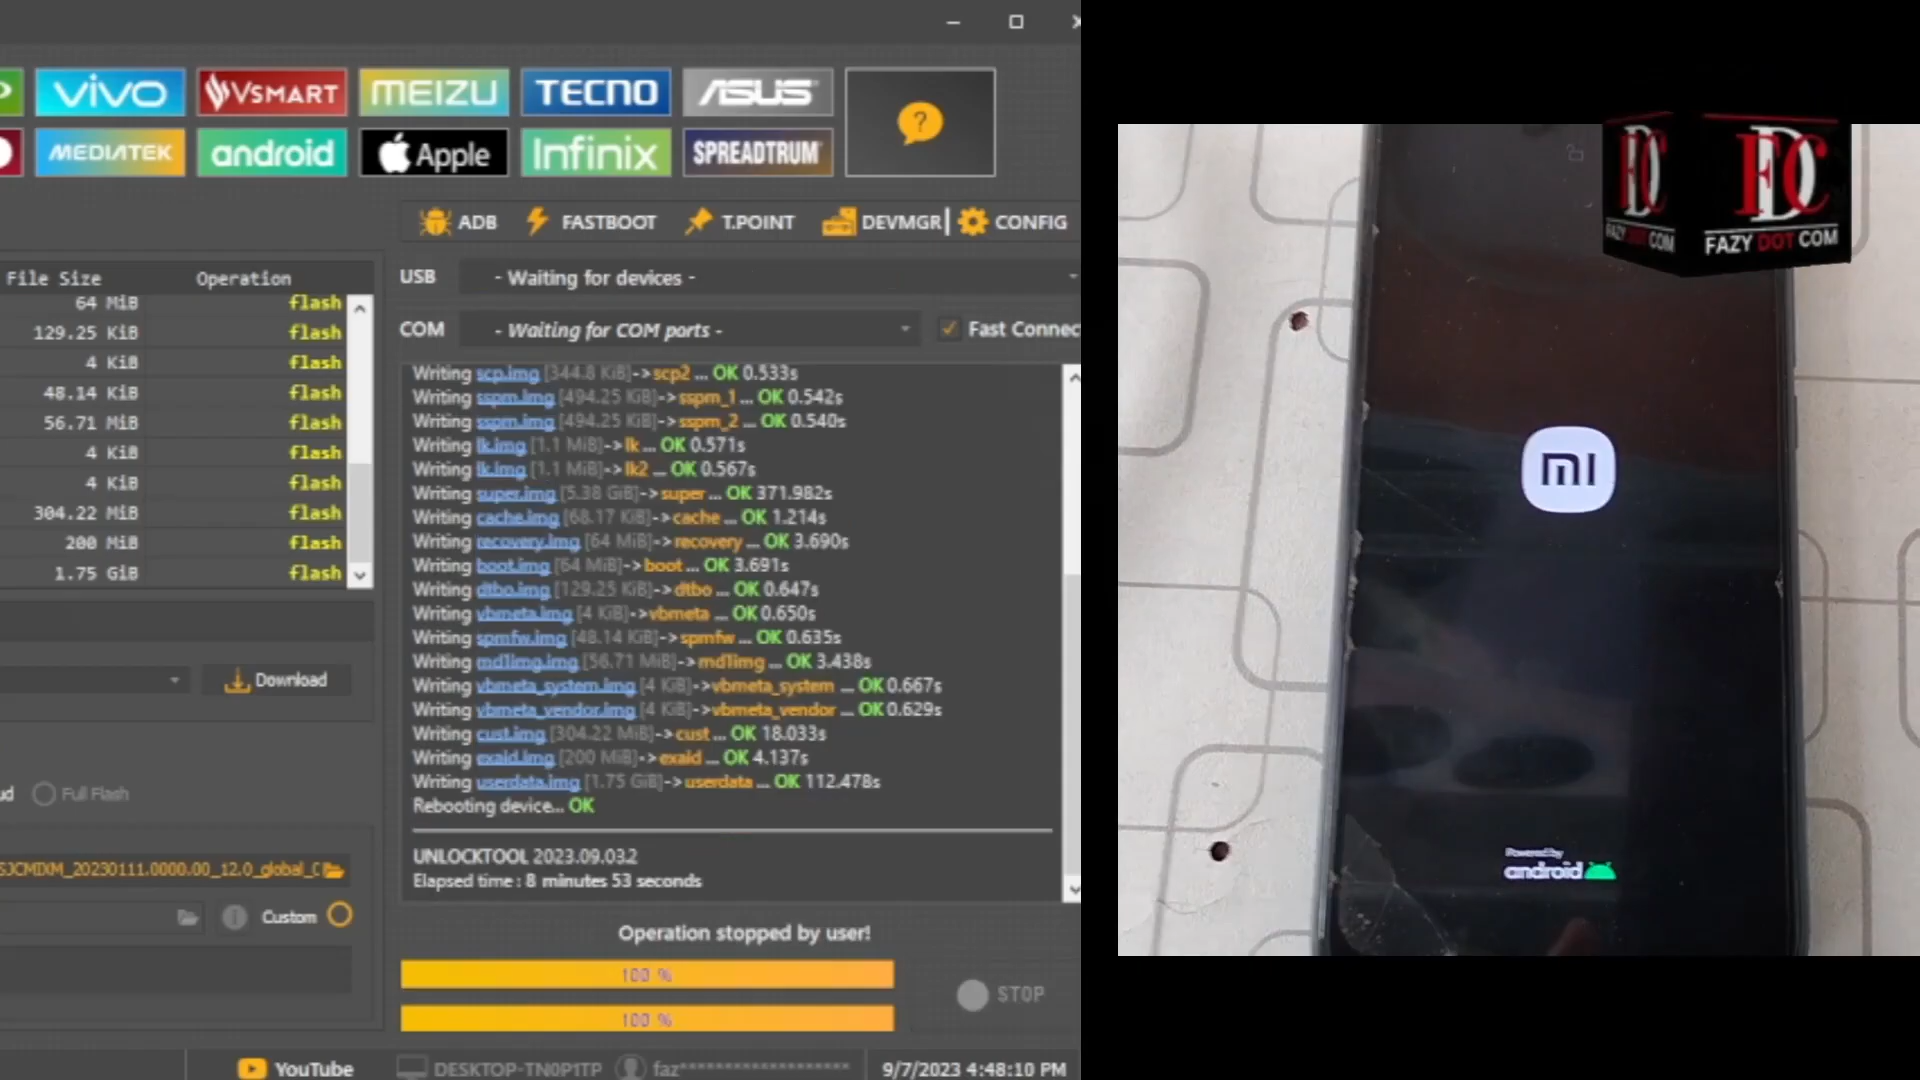 vivo
VSMART
MEIZU
TECNO
ASUS
?
MEDIATEK
android
Apple
Infinix
SPREADTRUM
ADB
FASTBOOT
T.POINT
DEVMGR
CONFIG
File Size Operation
64 MiB flash
129.25 KiB flash
4 KiB flash
48.14 KiB flash
56.71 MiB flash
4 KiB flash
4 KiB flash
304.22 MiB flash
200 MiB flash
1.75 GiB flash
Download
Full Flash
SJCMIXM_20230111.0000.00_12.0_global_
Custom
USB - Waiting for devices -
COM - Waiting for COM ports -
Fast Connec
Writing scp.img [344.8 KiB]->scp2 ... OK 0.533s
Writing sspm.img [494.25 KiB]->sspm_1 ... OK 0.542s
Writing sspm.img [494.25 KiB]->sspm_2 ... OK 0.540s
Writing lk.img [1.1 MiB]->lk ... OK 0.571s
Writing lk.img [1.1 MiB]->lk2 ... OK 0.567s
Writing super.img [5.38 GiB]->super ... OK 371.982s
Writing cache.img [68.17 KiB]->cache ... OK 1.214s
Writing recovery.img [64 MiB]->recovery ... OK 3.690s
Writing boot.img [64 MiB]->boot ... OK 3.691s
Writing dtbo.img [129.25 KiB]->dtbo ... OK 0.647s
Writing vbmeta.img [4 KiB]->vbmeta ... OK 0.650s
Writing spmfw.img [48.14 KiB]->spmfw ... OK 0.635s
Writing md1img.img [56.71 MiB]->md1img ... OK 3.438s
Writing vbmeta_system.img [4 KiB]->vbmeta_system ... OK 0.667s
Writing vbmeta_vendor.img [4 KiB]->vbmeta_vendor ... OK 0.629s
Writing cust.img [304.22 MiB]->cust ... OK 18.033s
Writing exaid.img [200 MiB]->exaid ... OK 4.137s
Writing userdata.img [1.75 GiB]->userdata ... OK 112.478s
Rebooting device... OK
UNLOCKTOOL 2023.09.03.2
Elapsed time : 8 minutes 53 seconds
Operation stopped by user!
100 %
100 %
STOP
YouTube
DESKTOP-TN0P1TP
faz********************
9/7/2023 4:48:10 PM
FDC
FAZY DOT COM
FDC
FAZY DOT COM
mi
Powered by
android